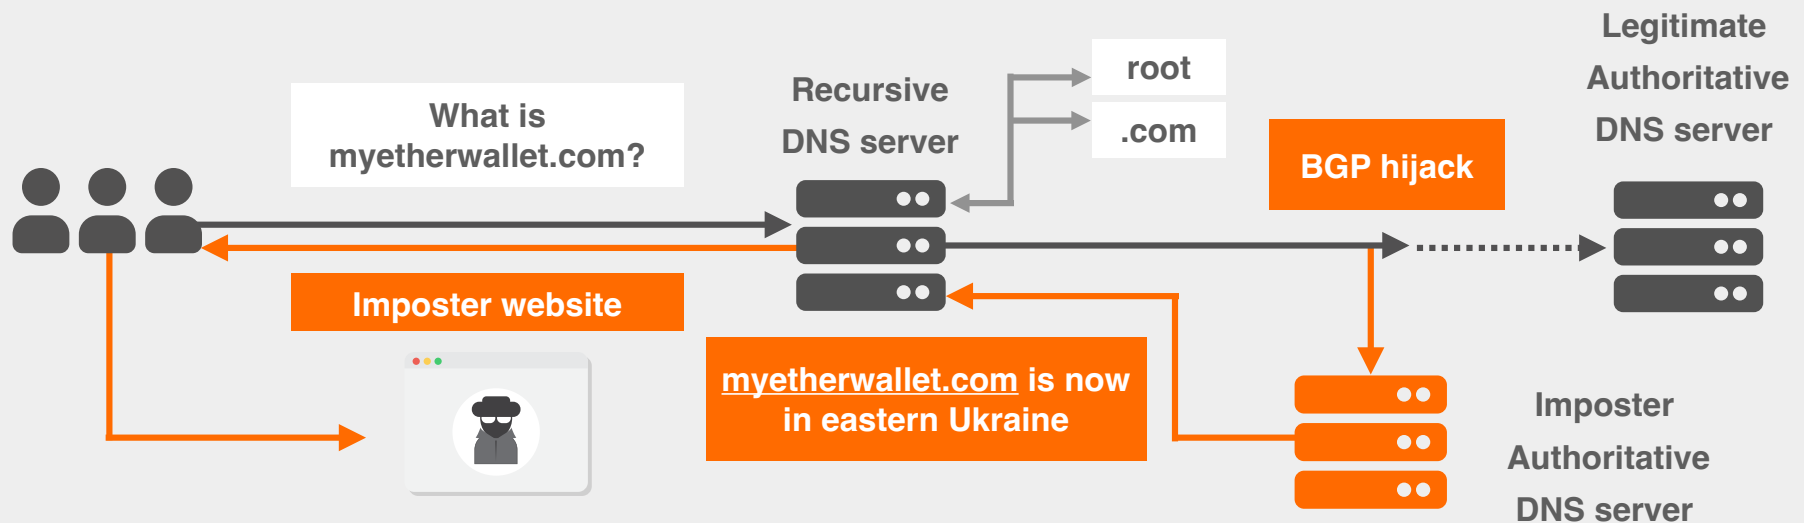 What is
myetherwallet.com?
Recursive
DNS server
root
.com
BGP hijack
Legitimate
Authoritative
DNS server
Imposter website
myetherwallet.com is now
in eastern Ukraine
Imposter
Authoritative
DNS server